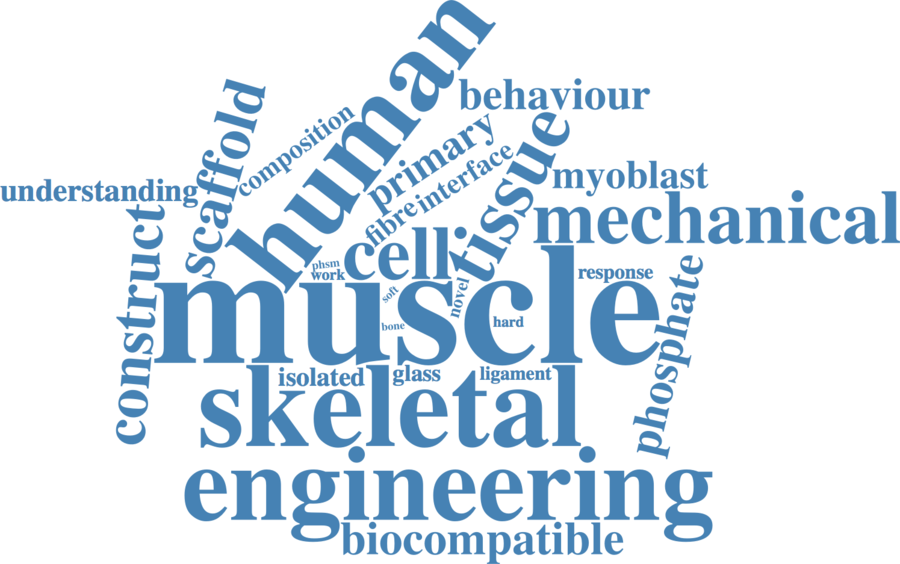 human
behaviour
scaffold
composition
primary
tissue
understanding
interface
myoblast
fibre
mechanical
construct
cell
phsm
work
response
muscle
soft
novel
bone
hard
phosphate
isolated
glass
ligament
skeletal
engineering
biocompatible